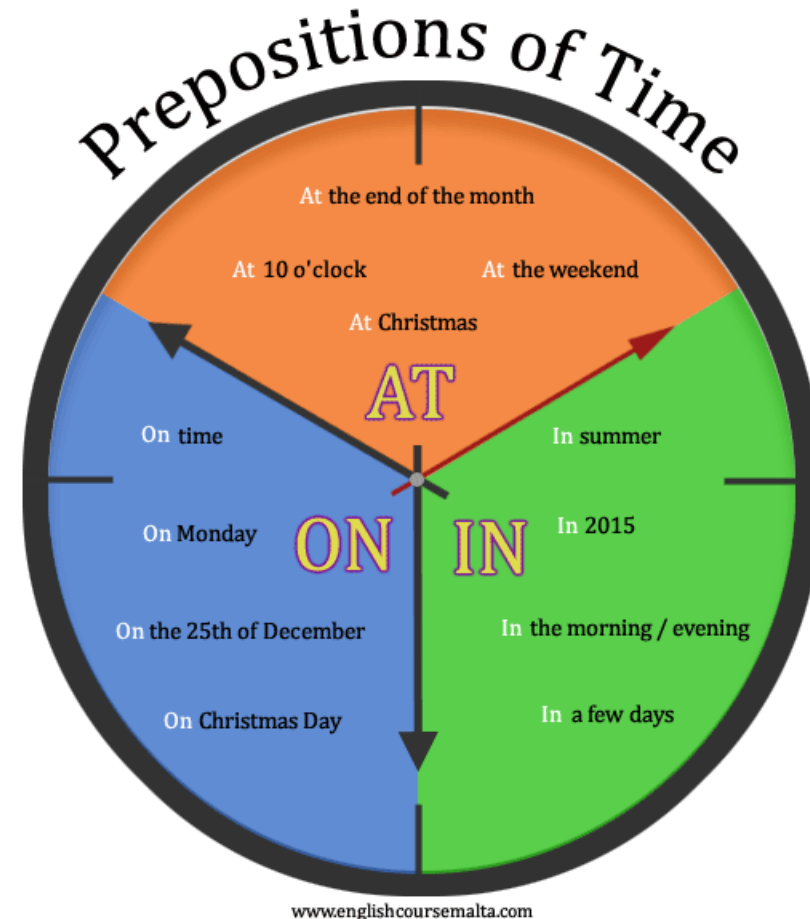 Prepositions of Time
At the end of the month
At 10 o'clock
At the weekend
At Christmas
AT
On time
On Monday
ON
On the 25th of December
On Christmas Day
In summer
In 2015
IN
In the morning / evening
In a few days
www.englishcoursemalta.com